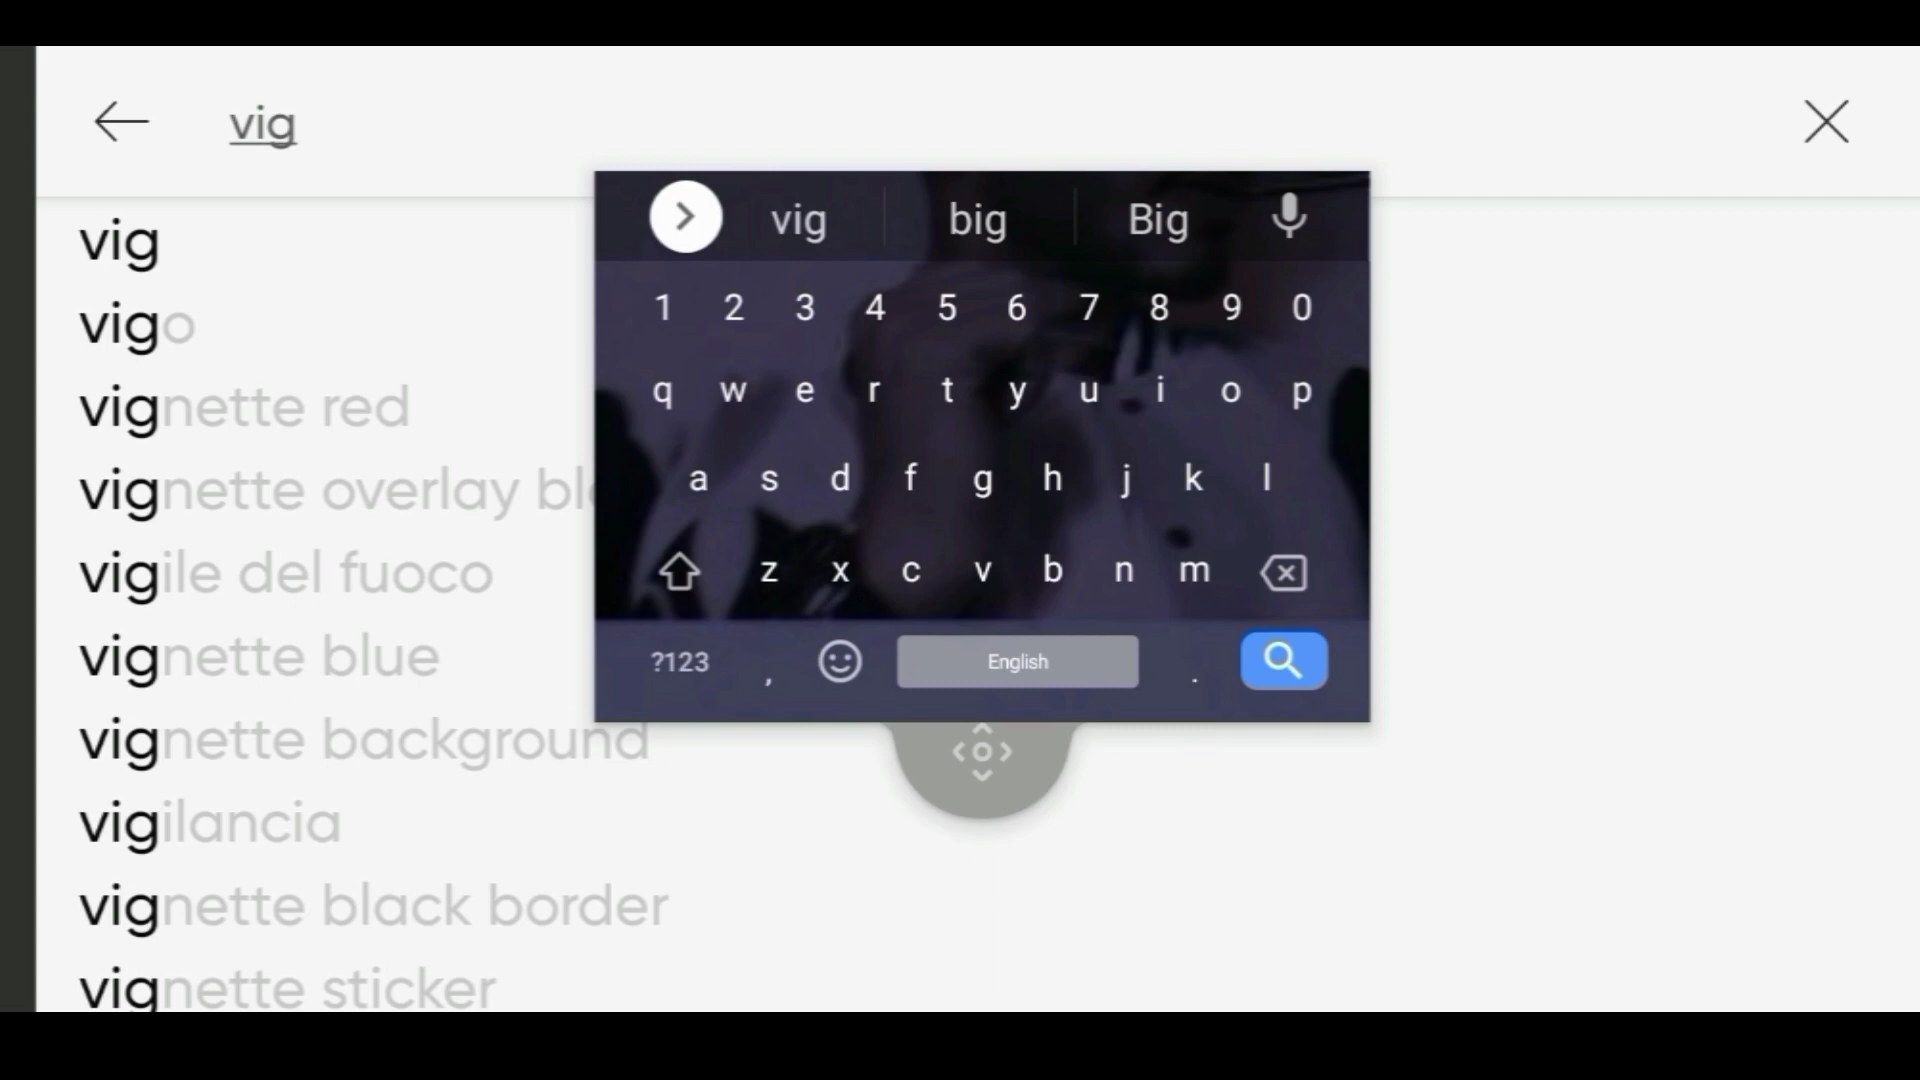 vig
vig
vigo
vignette red
vignette overlay
vigile del fuoco
vignette blue
vignette background
vigilancia
vignette black border
vignette sticker
vig big Big
1 2 3 4 5 6 7 8 9 0
q w e r t y u i o p
a s d f g h j k l
z x c v b n m
?123 , English .